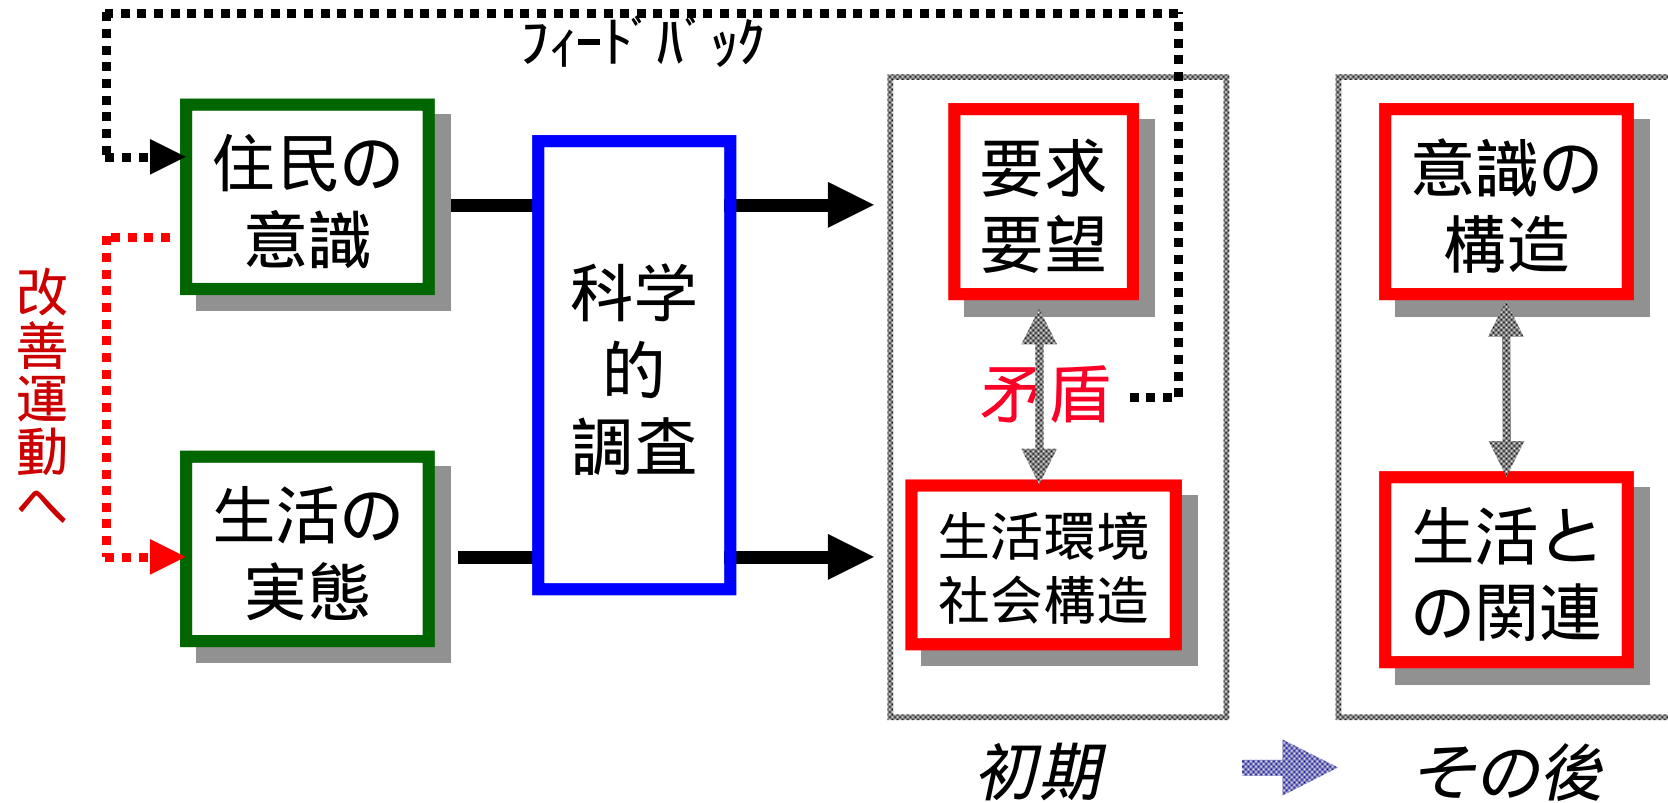 ﾌｨｰﾄﾞﾊﾞｯｸ
住民の
意識
改善運動へ
生活の
実態
科学
的
調査
要求
要望
矛盾
生活環境
社会構造
初期
意識の
構造
生活と
の関連
その後